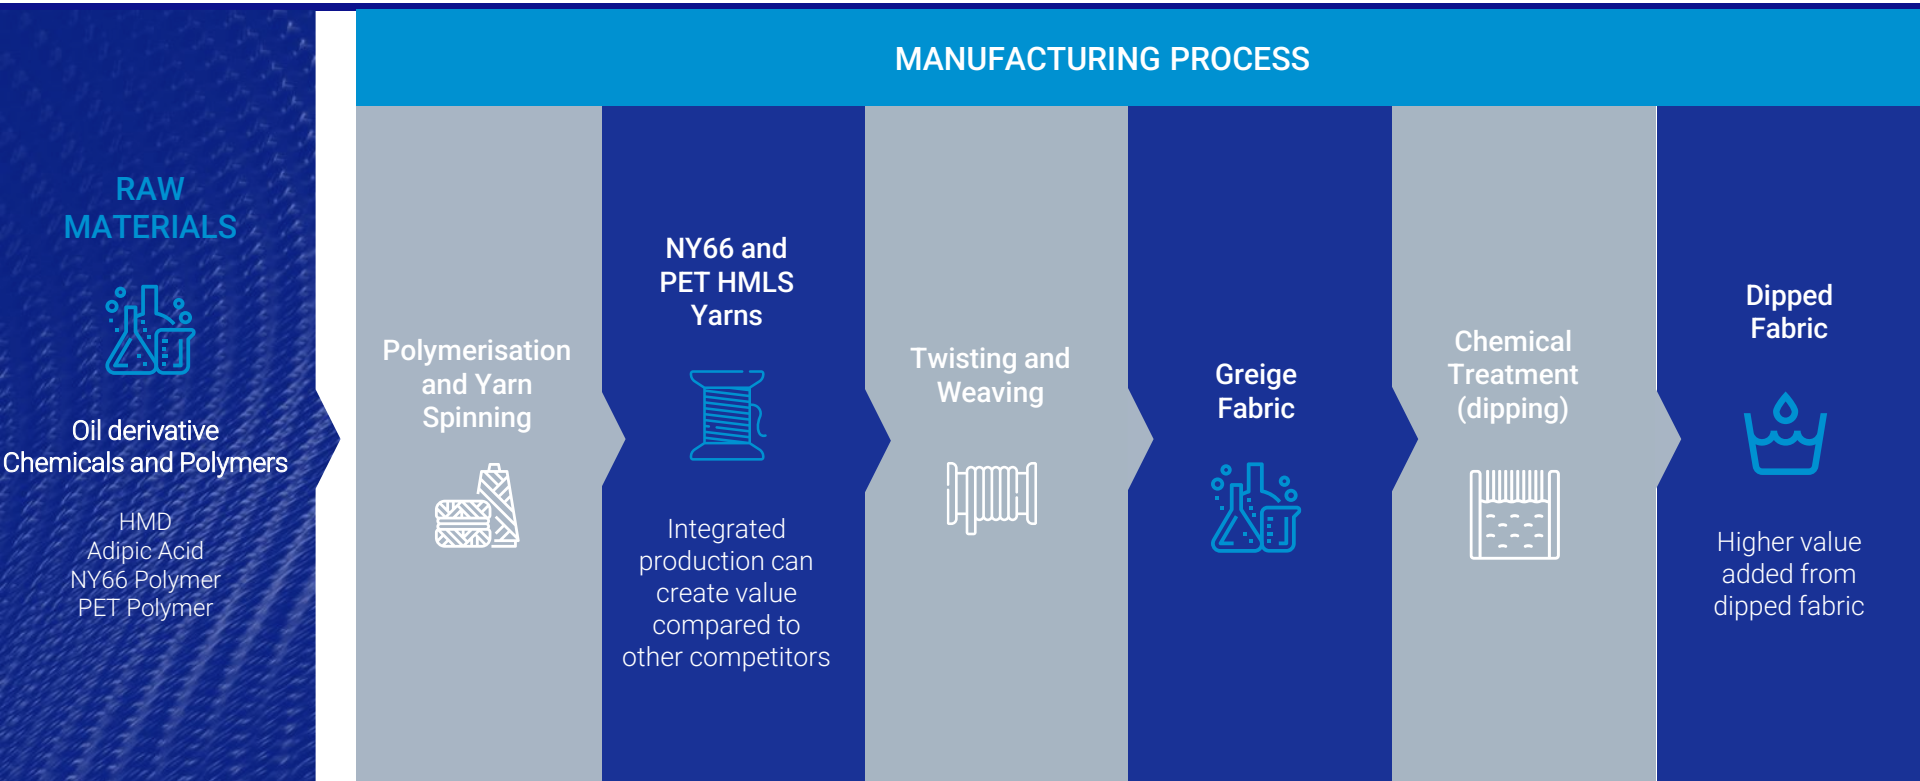 MANUFACTURING PROCESS
RAW
MATERIALS
Oil derivative
Chemicals and Polymers
HMD
Adipic Acid
NY66 Polymer
PET Polymer
Polymerisation
and Yarn
Spinning
NY66 and
PET HMLS
Yarns
Integrated
production can
create value
compared to
other competitors
Twisting and
Weaving
Greige
Fabric
Chemical
Treatment
(dipping)
Dipped
Fabric
Higher value
added from
dipped fabric